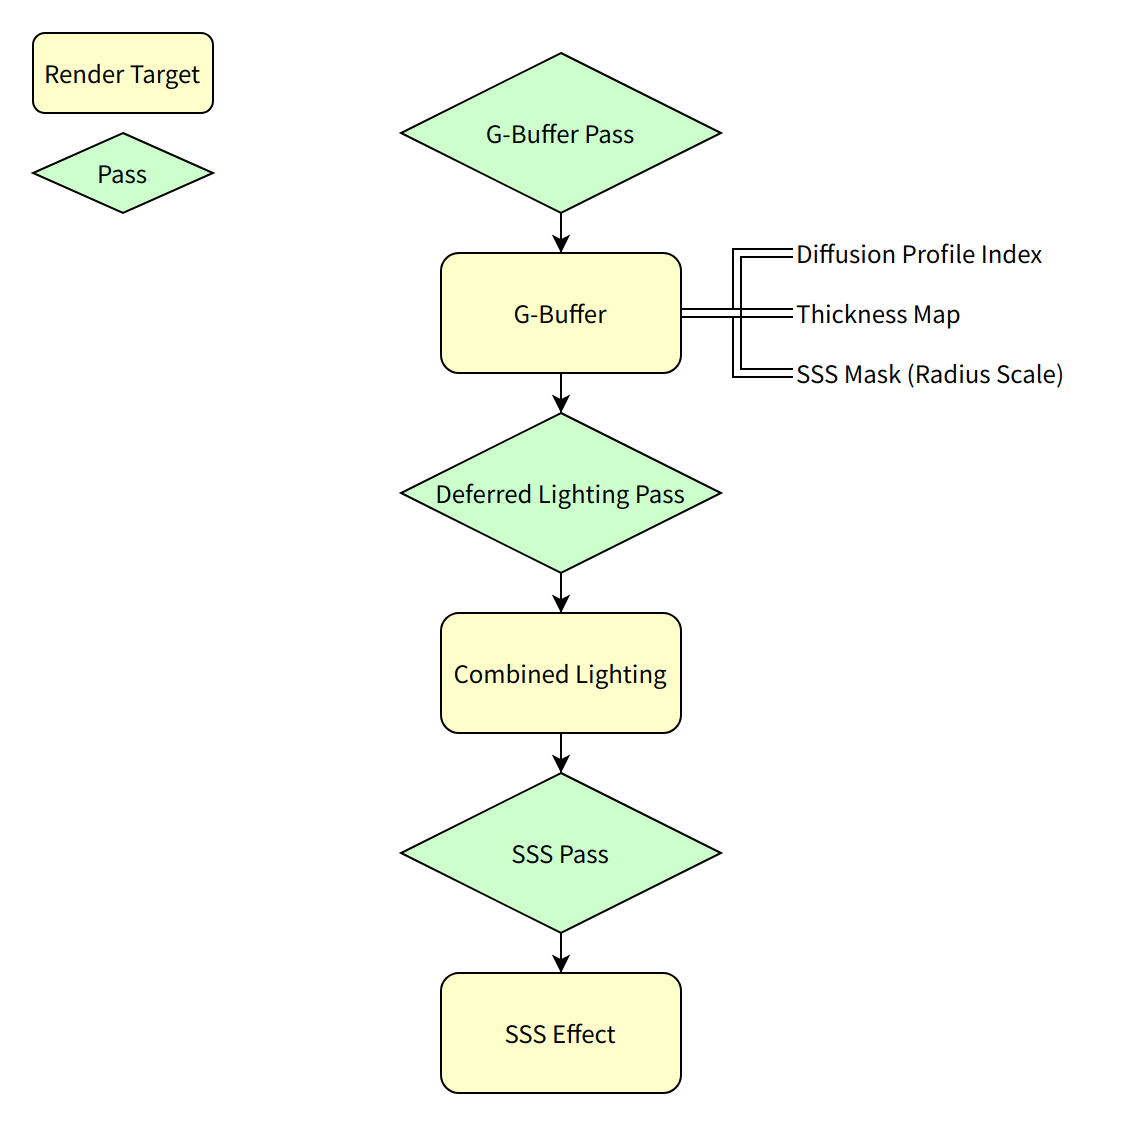 Render Target
Pass
G-Buffer Pass
G-Buffer
Diffusion Profile Index
Thickness Map
SSS Mask (Radius Scale)
Deferred Lighting Pass
Combined Lighting
SSS Pass
SSS Effect